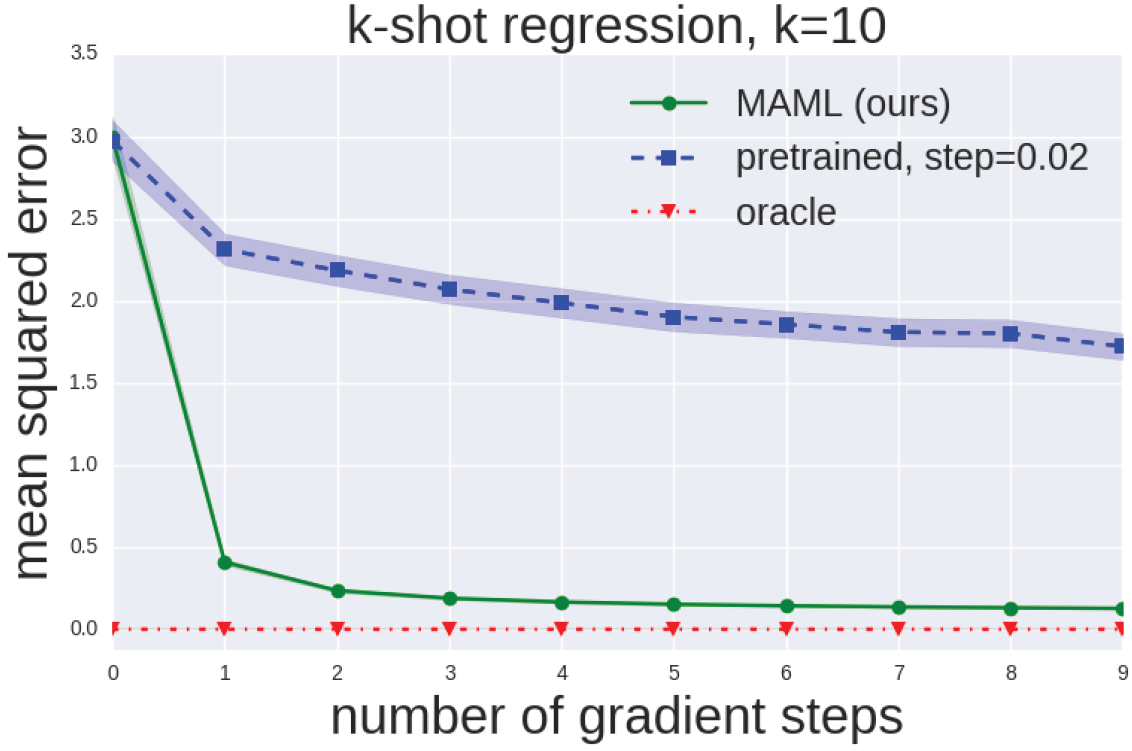 k-shot regression, k=10
mean squared error
3.5
3.0
2.5
2.0
1.5
1.0
0.5
0.0
MAML (ours)
pretrained, step=0.02
oracle
0 1 2 3 4 5 6 7 8 9
number of gradient steps